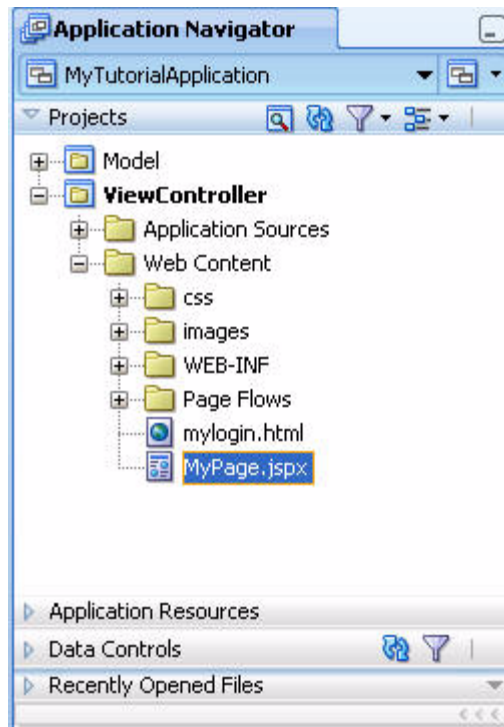 Application Navigator
MyTutorialApplication
Projects
Model
ViewController
Application Sources
Web Content
css
images
WEB-INF
Page Flows
mylogin.html
MyPage.jspx
Application Resources
Data Controls
Recently Opened Files